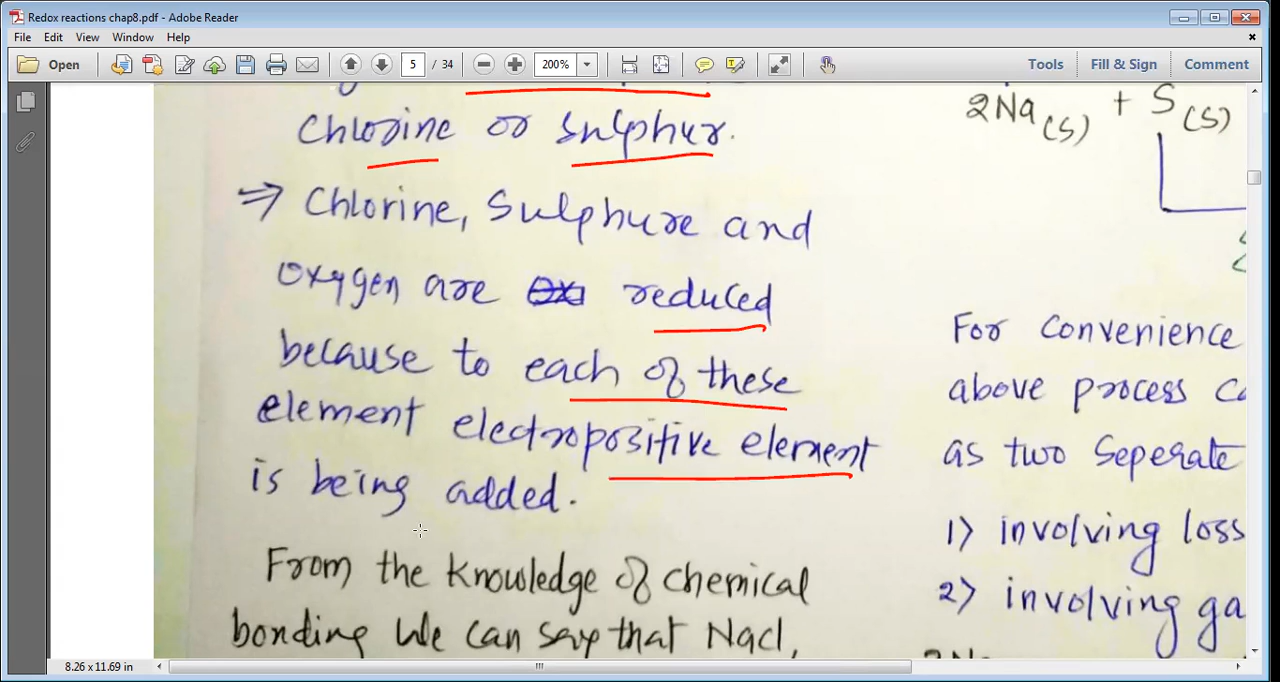 Redox reactions chap8.pdf - Adobe Reader
File Edit View Window Help
Open 5 / 34 200% Tools Fill & Sign Comment
Chlorine or Sulphur.
⇒ Chlorine, Sulphure and
oxygen are reduced
because to each of these
element electropositive element
is being added.
From the knowledge of chemical
bonding We can say that Nacl,
2Na (s) + S (s)
For Convenience
above process
as two Seperate
1) involving loss
2) involving ga
8.26 x 11.69 in